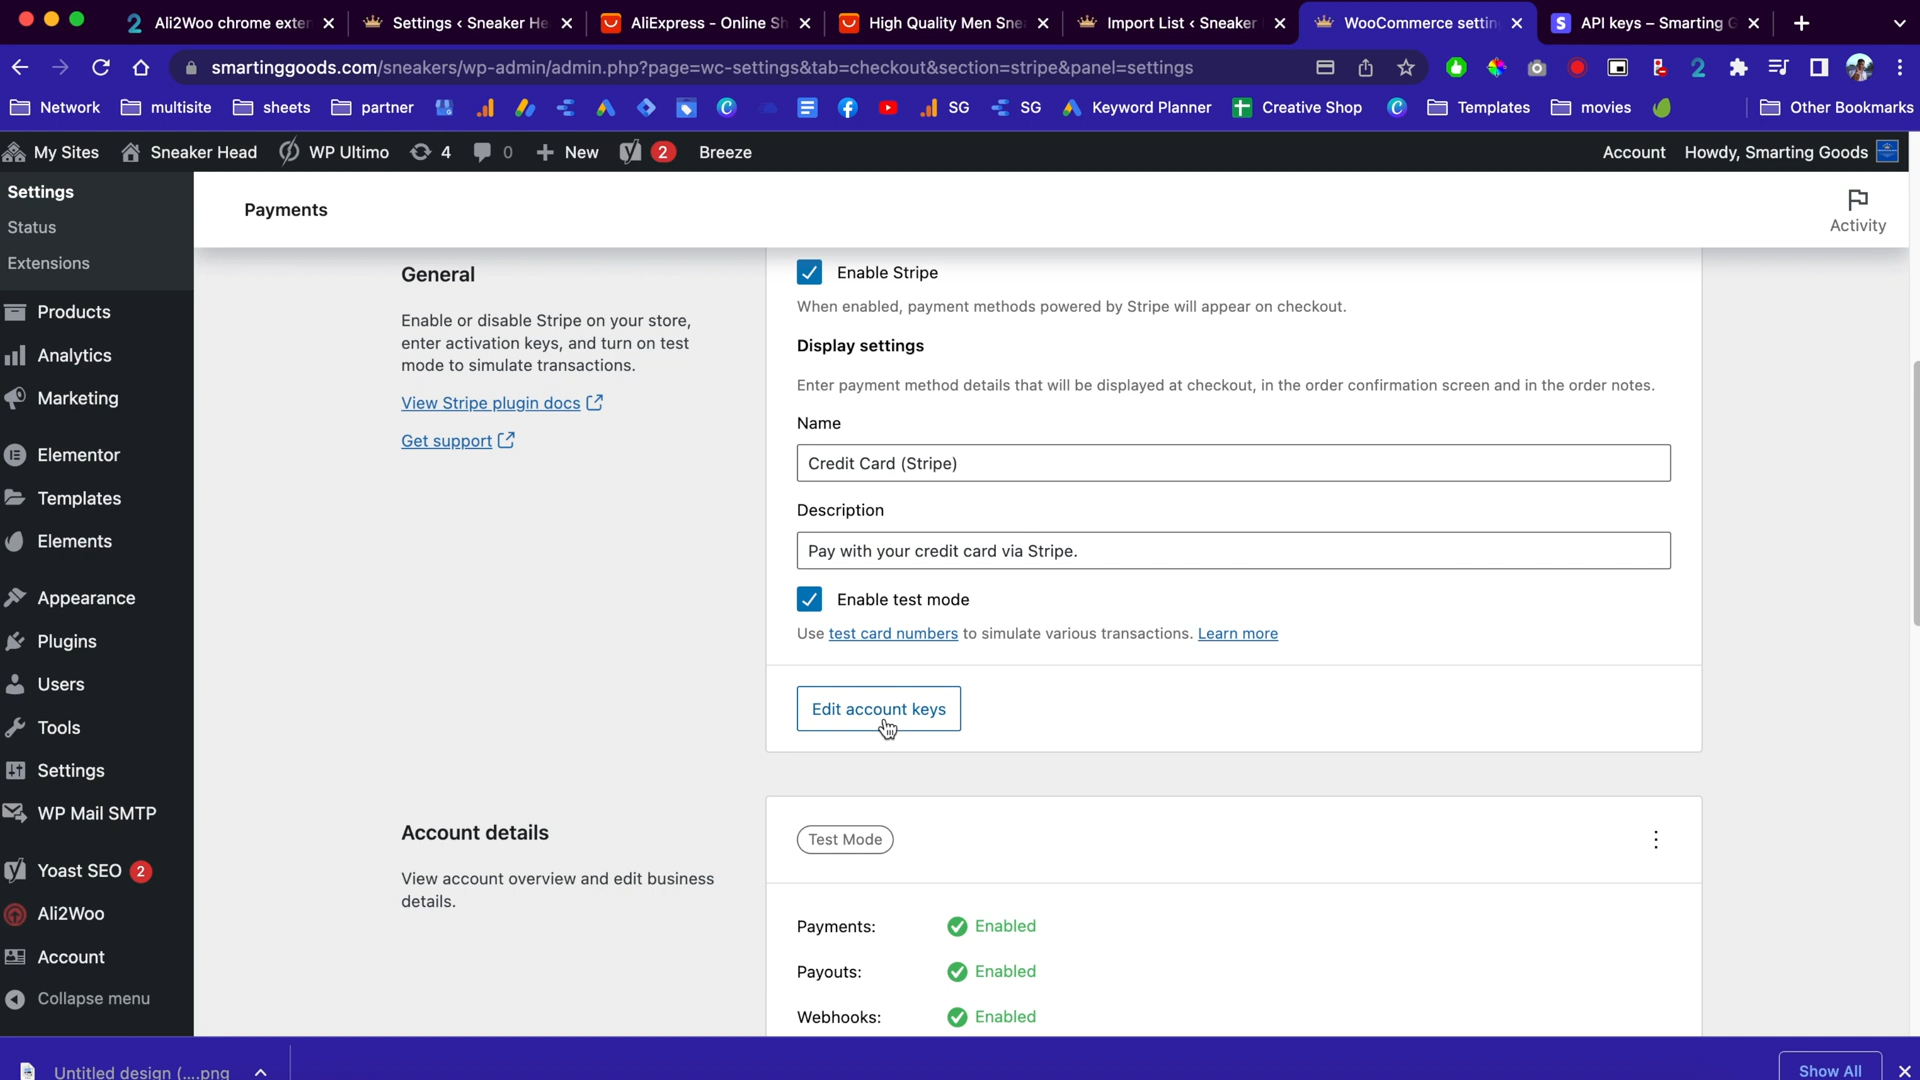 Ali2Woo chrome exter
Settings ‹ Sneaker He
AliExpress - Online Sh
High Quality Men Sne
Import List ‹ Sneaker
WooCommerce settin
API keys – Smarting G
smartinggoods.com/sneakers/wp-admin/admin.php?page=wc-settings&tab=checkout&section=stripe&panel=settings
Network
multisite
sheets
partner
SG
SG
Keyword Planner
Creative Shop
Templates
movies
Other Bookmarks
My Sites
Sneaker Head
WP Ultimo
4
0
New
2
Breeze
Account
Howdy, Smarting Goods
Settings
Status
Extensions
Products
Analytics
Marketing
Elementor
Templates
Elements
Appearance
Plugins
Users
Tools
Settings
WP Mail SMTP
Yoast SEO 2
Ali2Woo
Account
Collapse menu
Payments
Activity
General
Enable or disable Stripe on your store,
enter activation keys, and turn on test
mode to simulate transactions.
View Stripe plugin docs
Get support
Enable Stripe
When enabled, payment methods powered by Stripe will appear on checkout.
Display settings
Enter payment method details that will be displayed at checkout, in the order confirmation screen and in the order notes.
Name
Credit Card (Stripe)
Description
Pay with your credit card via Stripe.
Enable test mode
Use test card numbers to simulate various transactions. Learn more
Edit account keys
Account details
View account overview and edit business
details.
Test Mode
Payments: Enabled
Payouts: Enabled
Webhooks: Enabled
Untitled design (....png
Show All